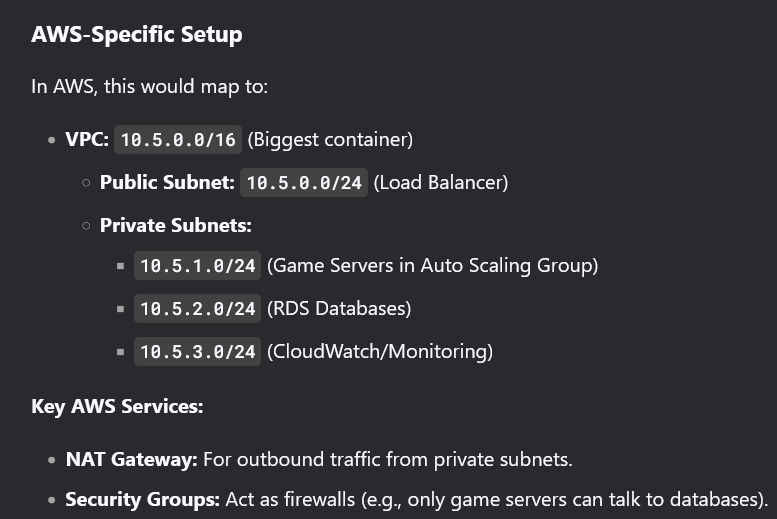 AWS-Specific Setup
In AWS, this would map to:
• VPC: 10.5.0.0/16 (Biggest container)
○ Public Subnet: 10.5.0.0/24 (Load Balancer)
○ Private Subnets:
▪ 10.5.1.0/24 (Game Servers in Auto Scaling Group)
▪ 10.5.2.0/24 (RDS Databases)
▪ 10.5.3.0/24 (CloudWatch/Monitoring)
Key AWS Services:
• NAT Gateway: For outbound traffic from private subnets.
• Security Groups: Act as firewalls (e.g., only game servers can talk to databases).